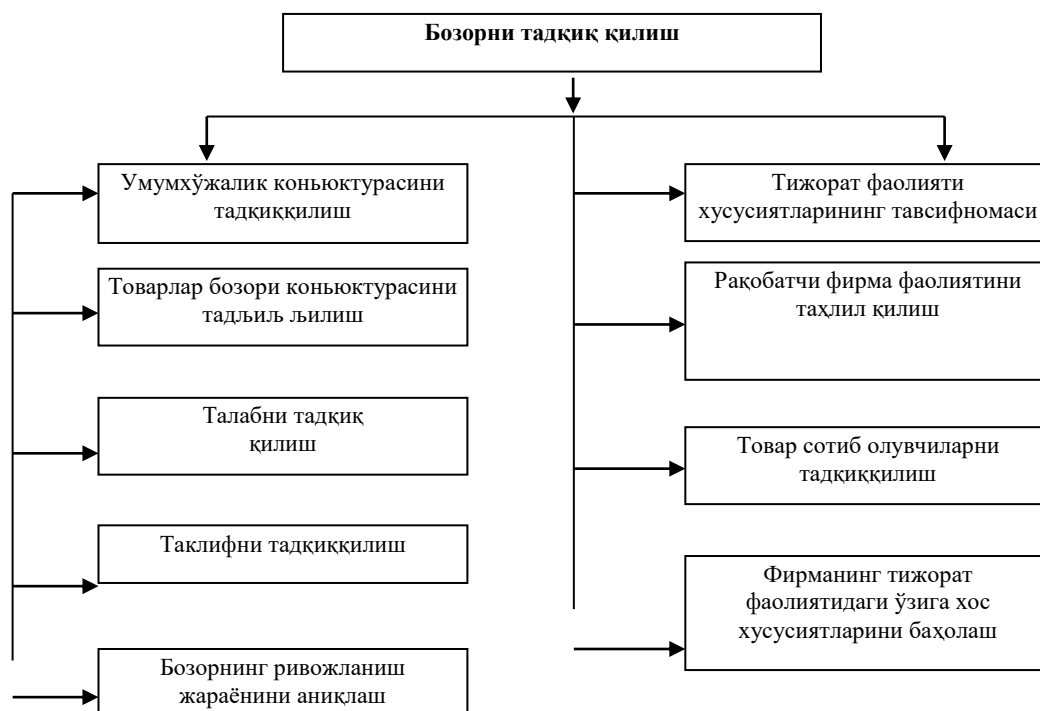 Бозорни тадқиқ қилиш
Умумхўжалик коньюктурасини
тадқиққилиш
Товарлар бозори коньюктурасини
тадљиљ љилиш
Талабни тадқиқ
қилиш
Таклифни тадқиққилиш
Бозорнинг ривожланиш
жараёнини аниқлаш
Тижорат фаолияти
хусусиятларининг тавсифномаси
Рақобатчи фирма фаолиятини
таҳлил қилиш
Товар сотиб олувчиларни
тадқиққилиш
Фирманинг тижорат
фаолиятидаги ўзига хос
хусусиятларини баҳолаш